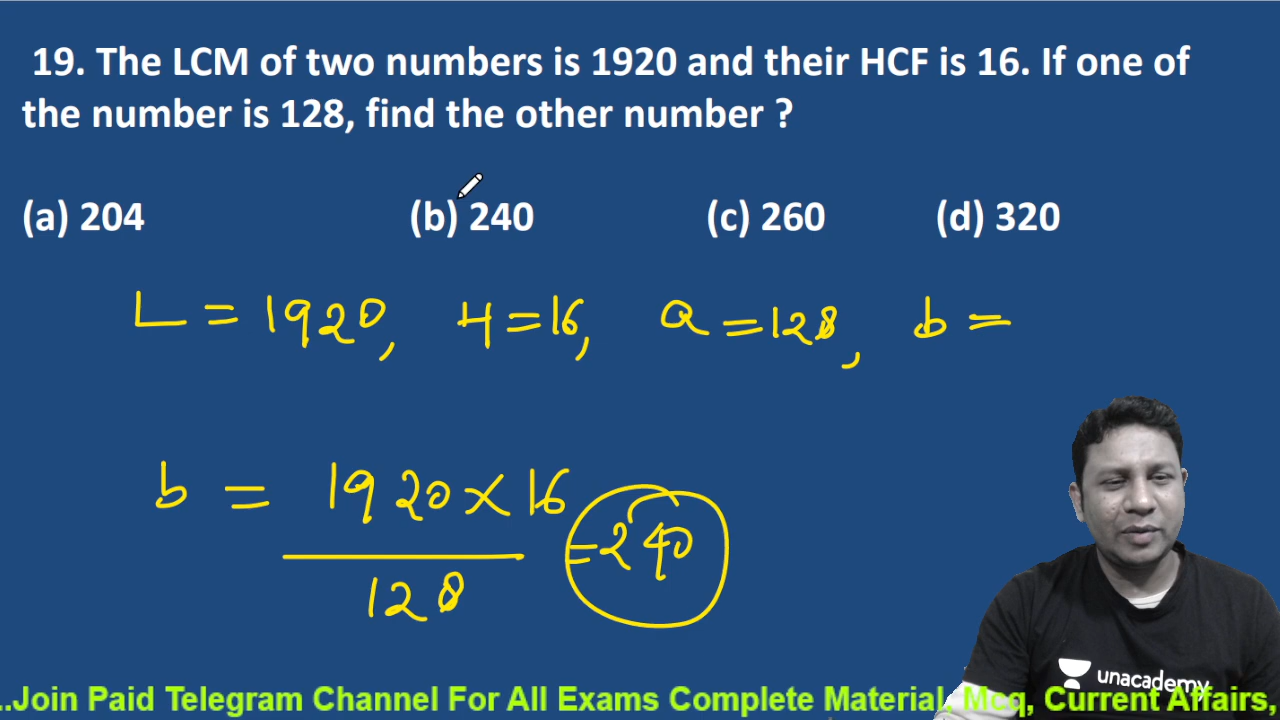 19. The LCM of two numbers is 1920 and their HCF is 16. If one of
the number is 128, find the other number ?
(a) 204 (b) 240 (c) 260 (d) 320
L = 1920, H = 16, a = 128, b =
b = 1920 × 16
= 240
128
unacademy
..Join Paid Telegram Channel For All Exams Complete Material, Mcq, Current Affairs,